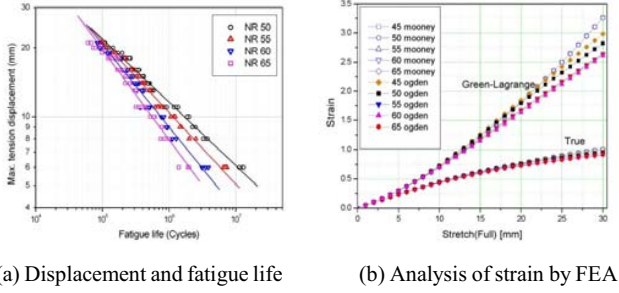 Max. tension displacement (mm)
30
20
10
9
8
7
6
5
4
3
NR 50
NR 55
NR 60
NR 65
10⁴
10⁵
10⁶
10⁷
Fatigue life (Cycles)
Strain
3.5
3.0
2.5
2.0
1.5
1.0
0.5
0.0
45 mooney
50 mooney
55 mooney
60 mooney
65 mooney
45 ogden
50 ogden
55 ogden
60 ogden
65 ogden
Green-Lagrange
True
0 5 10 15 20 25 30
Stretch(Full) [mm]
(a) Displacement and fatigue life
(b) Analysis of strain by FEA